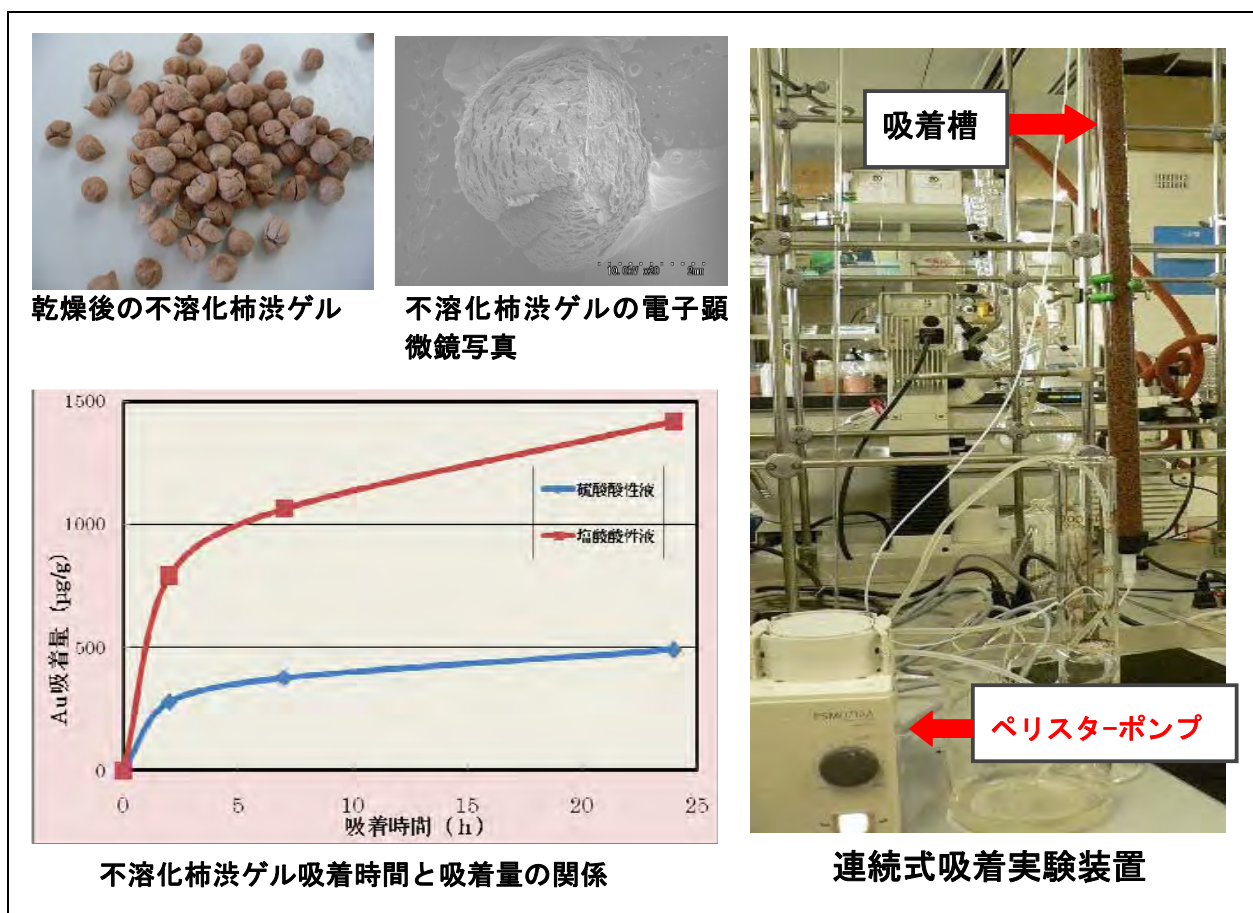 乾燥後の不溶化柿渋ゲル
不溶化柿渋ゲルの電子顕
微鏡写真
10.0kV x20 2mm
吸着槽
ペリスターポンプ
連続式吸着実験装置
1500
1000
500
0
0 5 10 15 20 25
Au吸着量 (µg/g)
吸着時間（h）
硫酸酸性液
塩酸酸性液
不溶化柿渋ゲル吸着時間と吸着量の関係